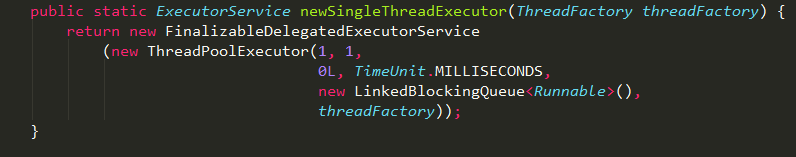 public static ExecutorService newSingleThreadExecutor(ThreadFactory threadFactory) {
return new FinalizableDelegatedExecutorService
(new ThreadPoolExecutor(1, 1,
0L, TimeUnit.MILLISECONDS,
new LinkedBlockingQueue<Runnable>(),
threadFactory));
}